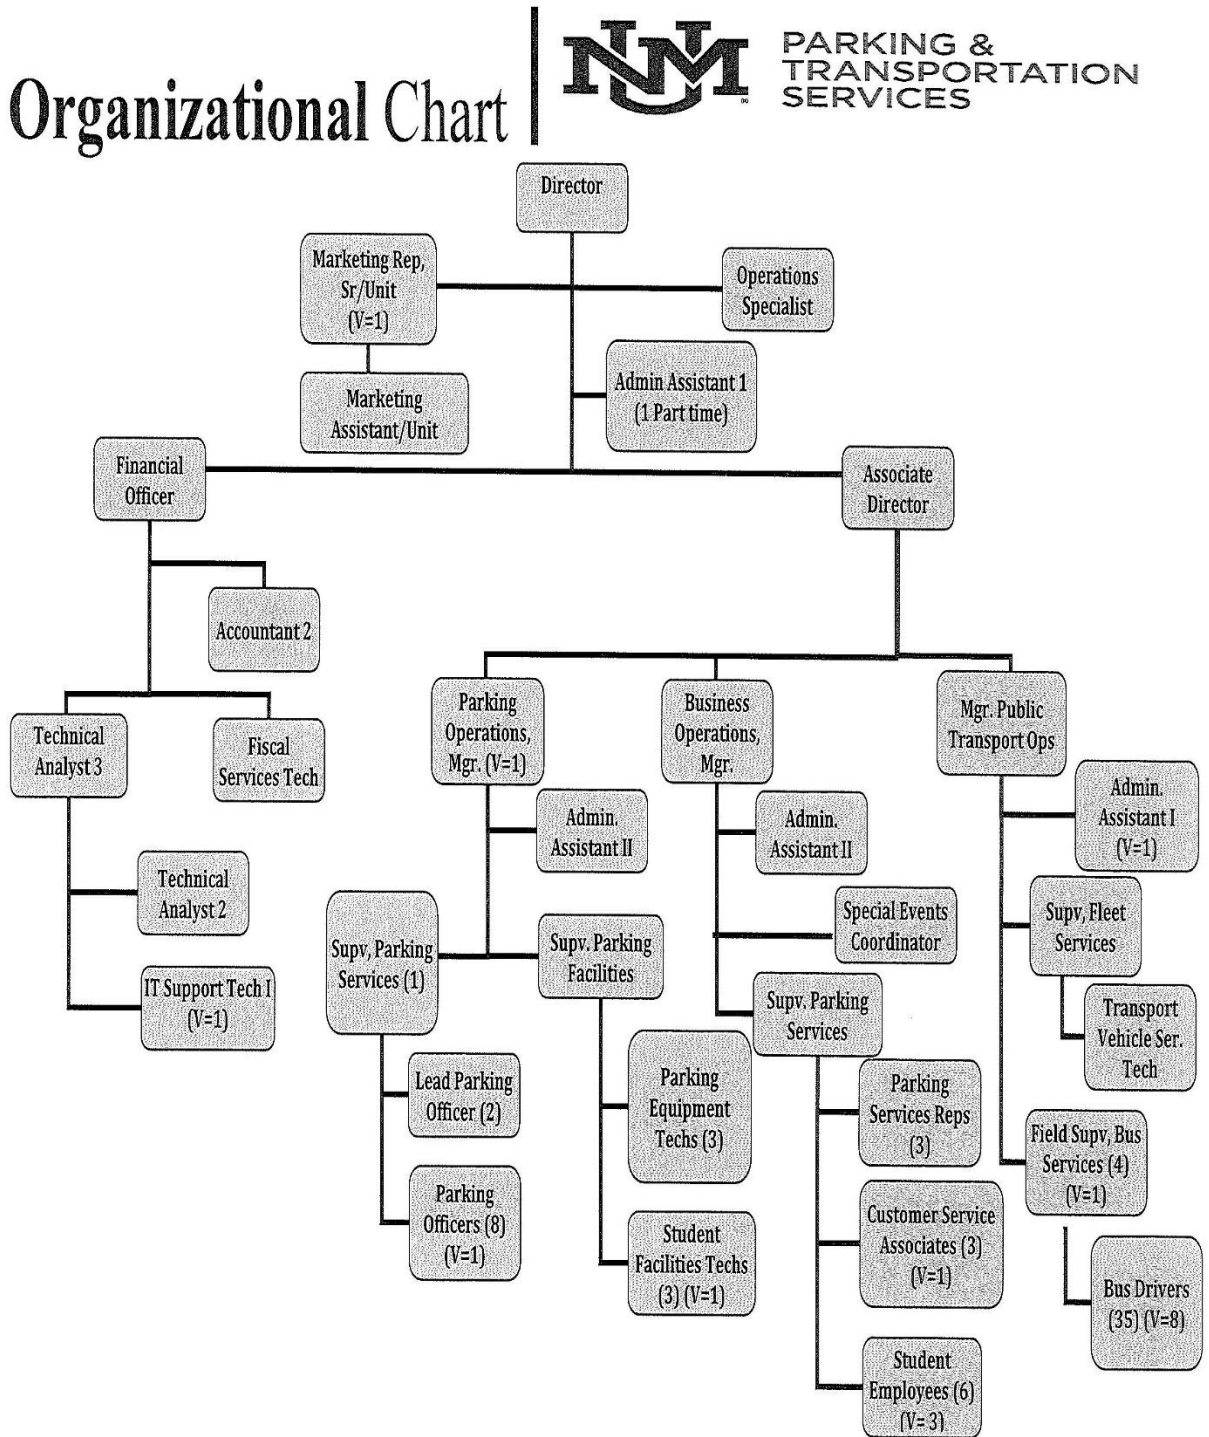 Organizational Chart
UNM
PARKING &
TRANSPORTATION
SERVICES
Director
Marketing Rep,
Sr/Unit
(V=1)
Operations
Specialist
Marketing
Assistant/Unit
Admin Assistant 1
(1 Part time)
Financial
Officer
Associate
Director
Accountant 2
Technical
Analyst 3
Fiscal
Services Tech
Technical
Analyst 2
IT Support Tech I
(V=1)
Parking
Operations,
Mgr. (V=1)
Admin.
Assistant II
Supv, Parking
Services (1)
Lead Parking
Officer (2)
Parking
Officers (8)
(V=1)
Supv. Parking
Facilities
Parking
Equipment
Techs (3)
Student
Facilities Techs
(3) (V=1)
Business
Operations,
Mgr.
Admin.
Assistant II
Special Events
Coordinator
Supv. Parking
Services
Parking
Services Reps
(3)
Customer Service
Associates (3)
(V=1)
Student
Employees (6)
(V= 3)
Mgr. Public
Transport Ops
Admin.
Assistant I
(V=1)
Supv, Fleet
Services
Transport
Vehicle Ser.
Tech
Field Supv, Bus
Services (4)
(V=1)
Bus Drivers
(35) (V=8)